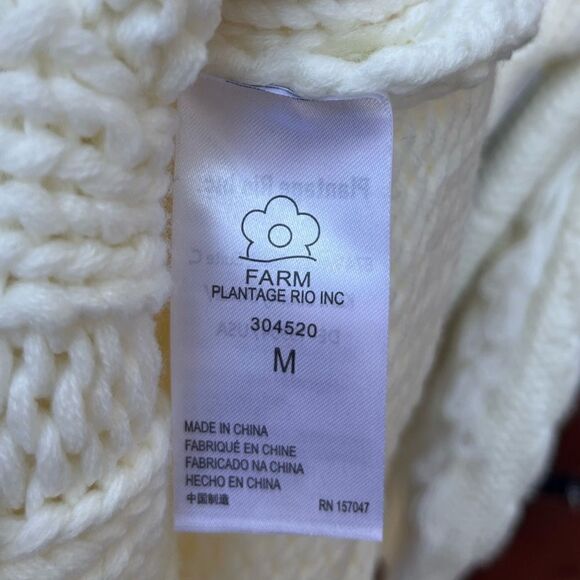 FARM
PLANTAGE RIO INC
304520
M
MADE IN CHINA
FABRIQUÉ EN CHINE
FABRICADO NA CHINA
HECHO EN CHINA
中国制造
RN 157047